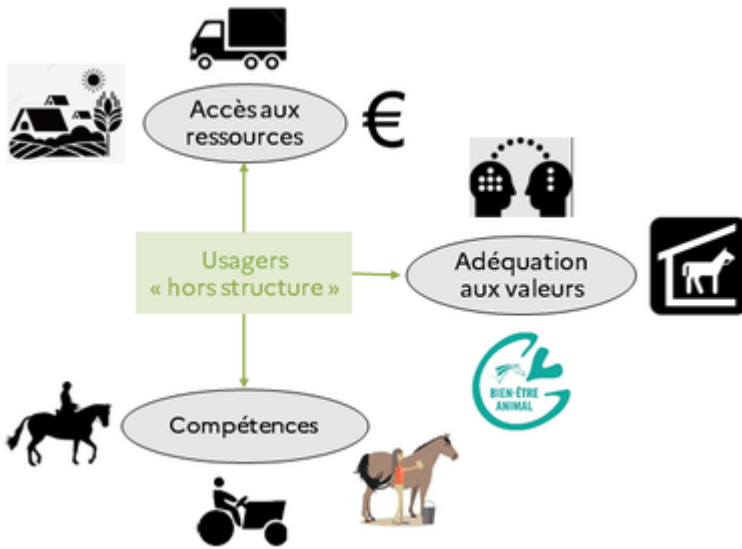 Accès aux
ressources
€
Usagers
« hors structure »
Adéquation
aux valeurs
BIEN-ÊTRE
ANIMAL
Compétences